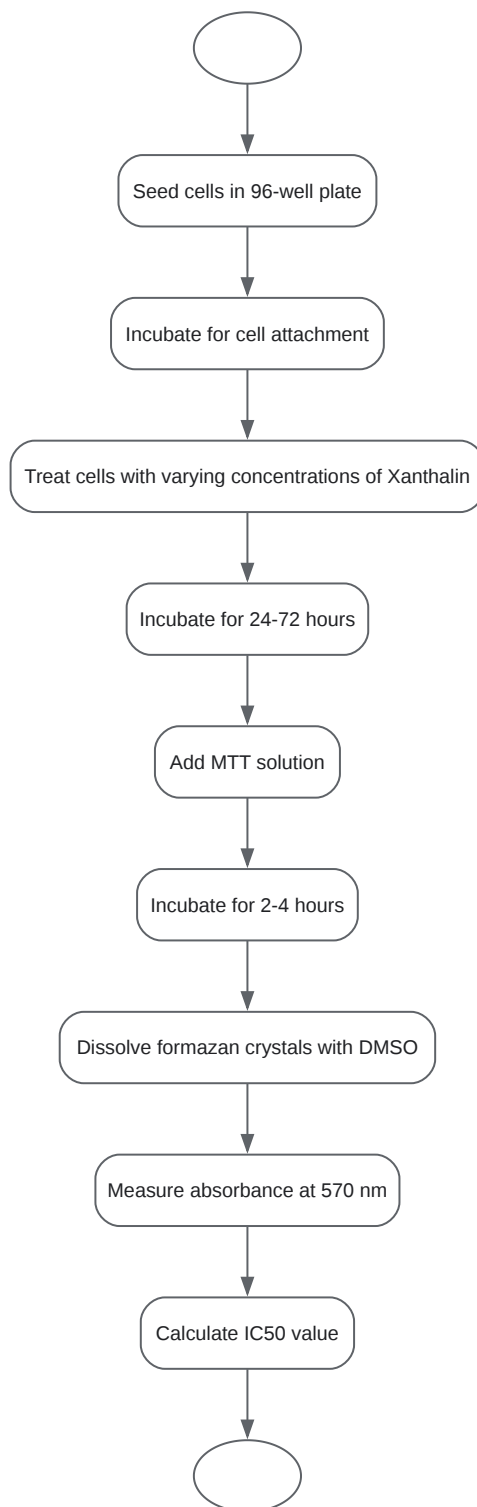 Seed cells in 96-well plate
Incubate for cell attachment
Treat cells with varying concentrations of Xanthalin
Incubate for 24-72 hours
Add MTT solution
Incubate for 2-4 hours
Dissolve formazan crystals with DMSO
Measure absorbance at 570 nm
Calculate IC50 value